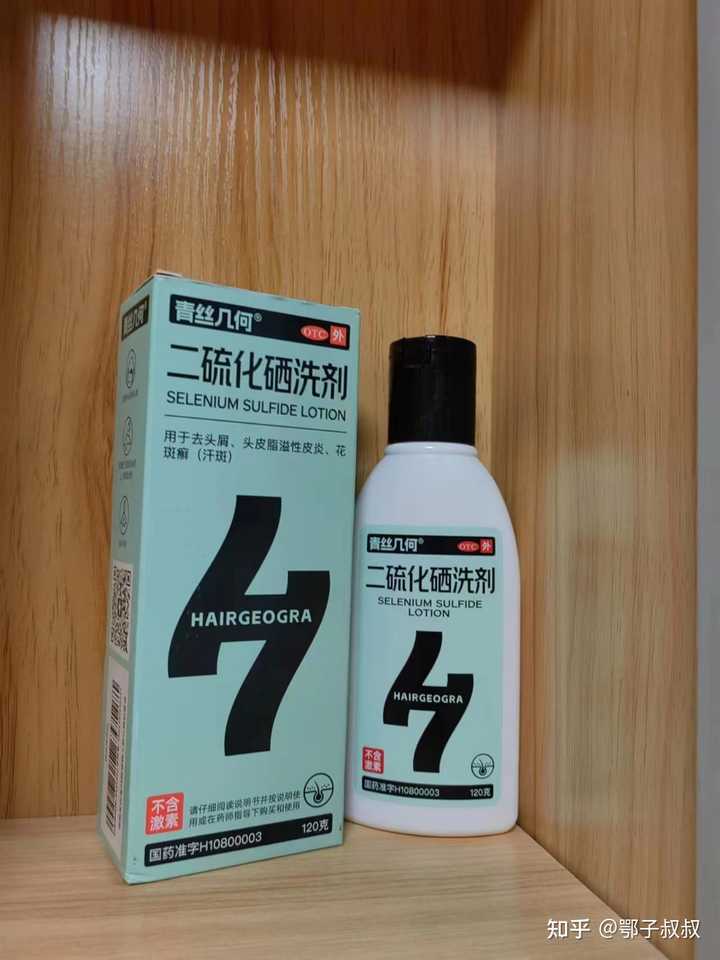 青丝几何
青丝几何®
OTC 外
二硫化硒洗剂
SELENIUM SULFIDE LOTION
用于去头屑、头皮脂溢性皮炎、花
斑癣（汗斑）
HAIRGEOGRA
不含
激素
请仔细阅读说明书并按说明使
用或在药师指导下购买和使用
国药准字H10800003
120克
青丝几何®
OTC 外
二硫化硒洗剂
SELENIUM SULFIDE
LOTION
HAIRGEOGRA
不含
激素
国药准字H10800003
120克
知乎 @鄂子叔叔